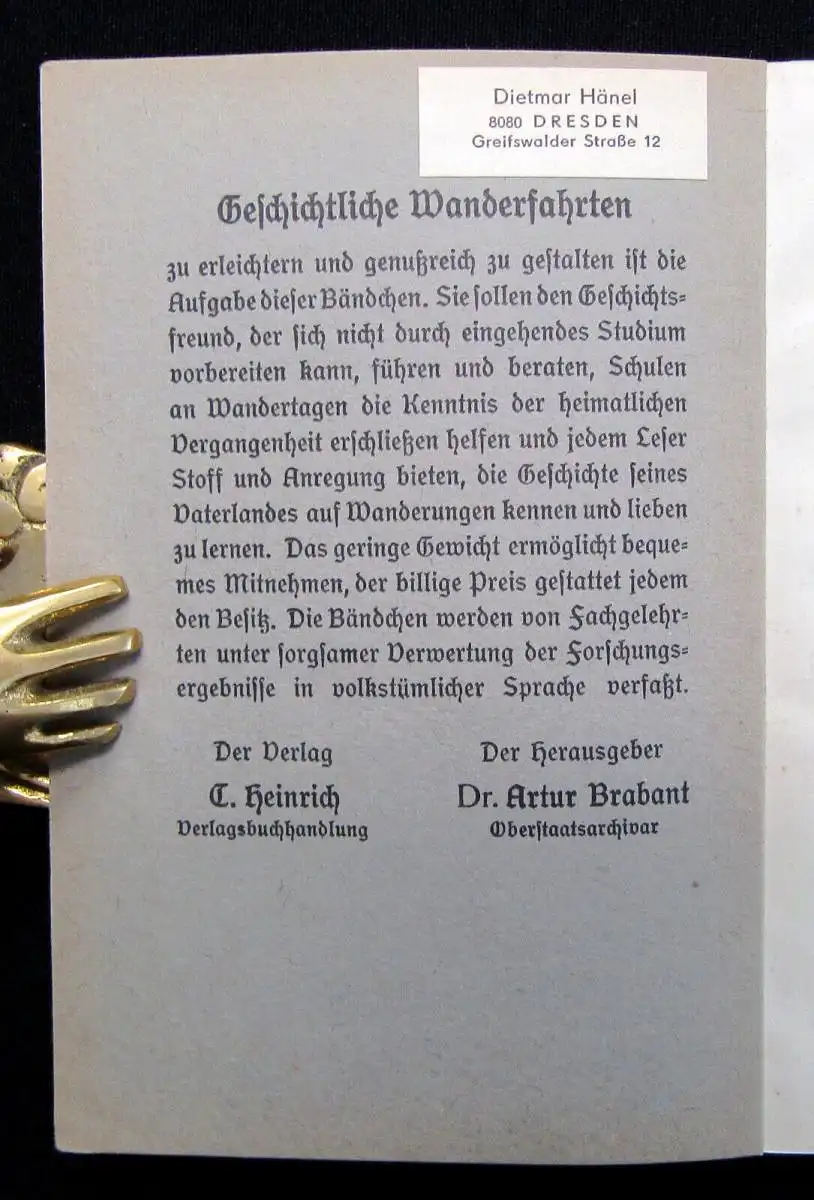 Dietmar Hänel
8080 DRESDEN
Greifswalder Straße 12
Geſchichtliche Wanderfahrten
zu erleichtern und genußreich zu geſtalten iſt die
Aufgabe dieſer Bändchen. Sie ſollen den Geſchichts⸗
freund, der ſich nicht durch eingehendes Studium
vorbereiten kann, führen und beraten, Schulen
an Wandertagen die Kenntnis der heimatlichen
Vergangenheit erſchließen helfen und jedem Leſer
Stoff und Anregung bieten, die Geſchichte ſeines
Vaterlandes auf Wanderungen kennen und lieben
zu lernen. Das geringe Gewicht ermöglicht beque⸗
mes Mitnehmen, der billige Preis geſtattet jedem
den Beſitz. Die Bändchen werden von Fachgelehr⸗
ten unter ſorgſamer Verwertung der Forſchungs⸗
ergebniſſe in volkstümlicher Sprache verfaßt.
Der Verlag
C. Heinrich
Verlagsbuchhandlung
Der Herausgeber
Dr. Artur Brabant
Oberſtaatsarchivar